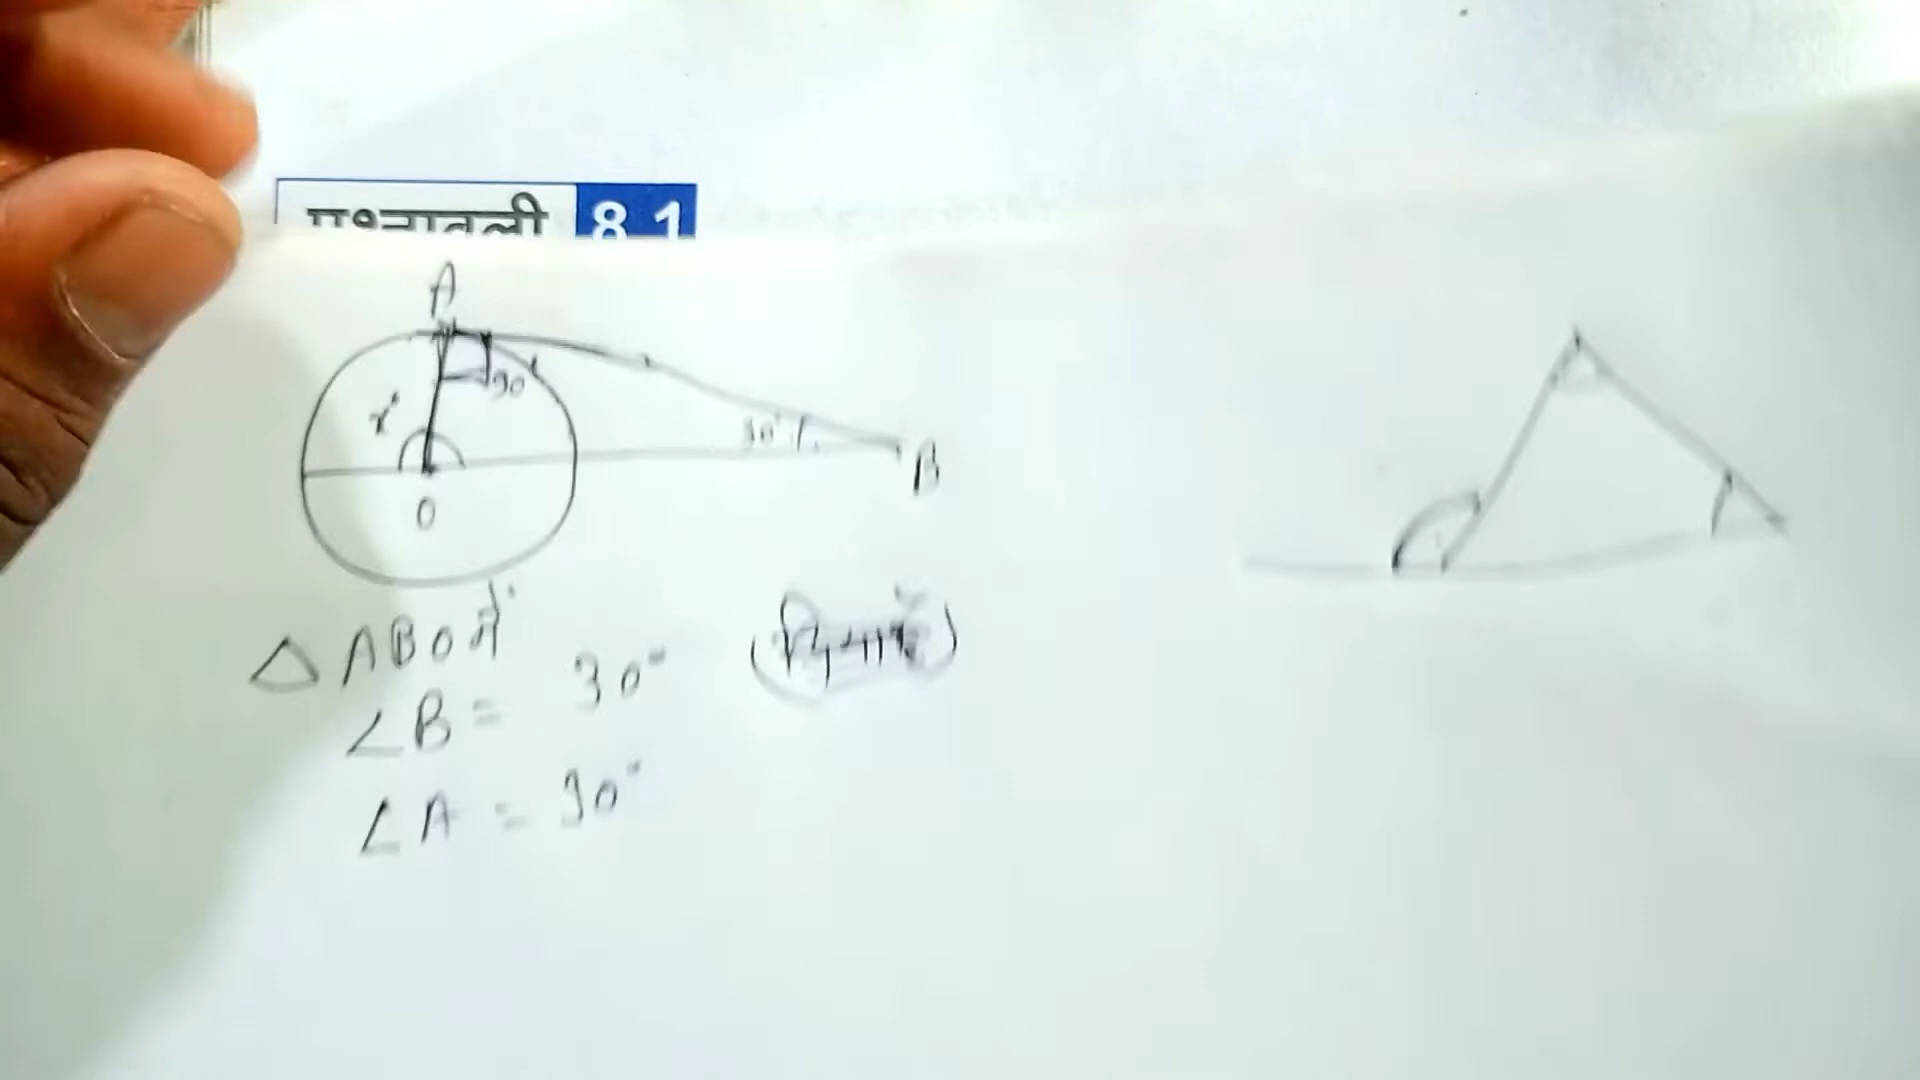 प्रश्नावली 8.1
A
90
x°
30°
B
O
△ ABO में
∠B = 30° (दिया है)
∠A = 90°